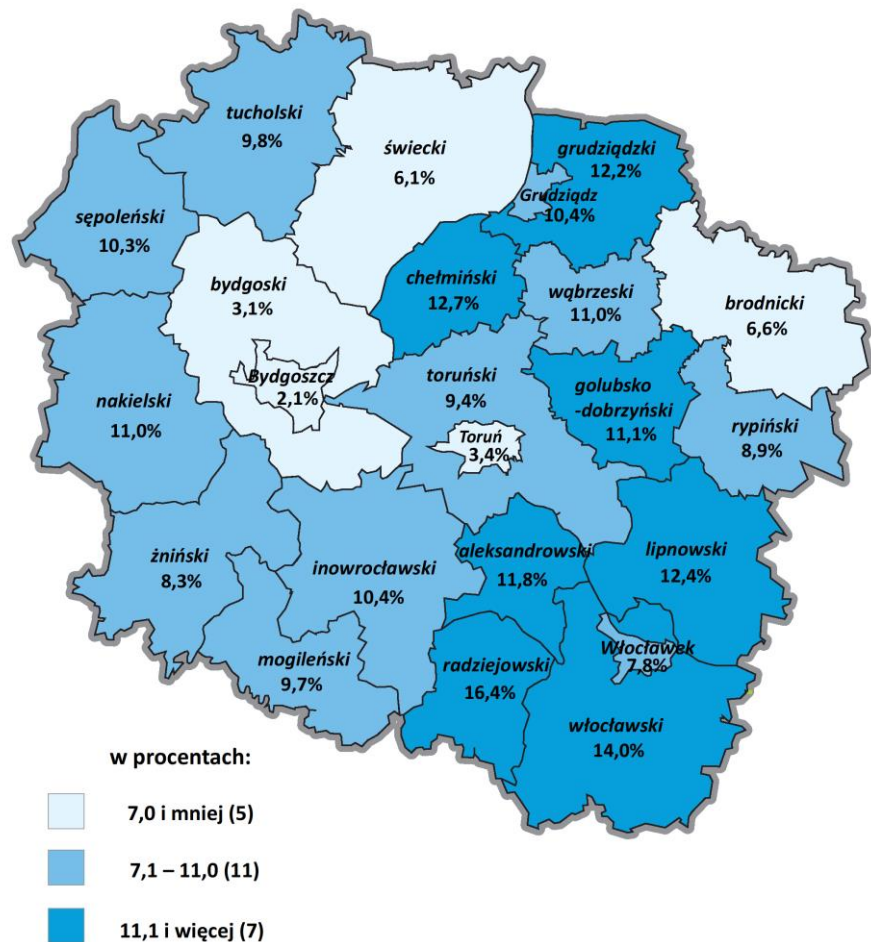 tucholski
9,8%
świecki
6,1%
grudziądzki
12,2%
Grudziądz
10,4%
sępoleński
10,3%
bydgoski
3,1%
chełmiński
12,7%
wąbrzeski
11,0%
brodnicki
6,6%
Bydgoszcz
2,1%
nakielski
11,0%
toruński
9,4%
golubsko
-dobrzyński
11,1%
rypiński
8,9%
Toruń
3,4%
żniński
8,3%
inowrocławski
10,4%
aleksandrowski
11,8%
lipnowski
12,4%
mogileński
9,7%
radziejowski
16,4%
Włocławek
7,8%
włocławski
14,0%
w procentach:
7,0 i mniej (5)
7,1 – 11,0 (11)
11,1 i więcej (7)